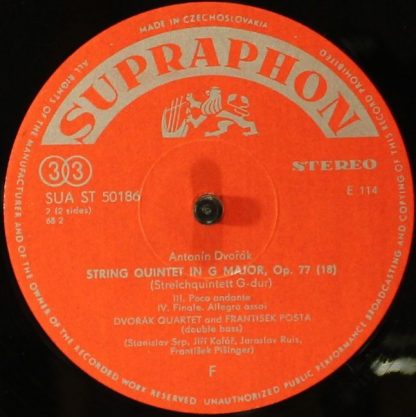 MADE IN CZECHOSLOVAKIA
SUPRAPHON
33
STEREO
SUA ST 50186
E 114
2 (2 sides)
68 2
Antonín Dvořák
STRING QUINTET IN G MAJOR, Op. 77 (18)
(Streichquintett G-dur)
III. Poco andante
IV. Finale. Allegro assai
DVOŘÁK QUARTET and FRANTIŠEK POŠTA
(double bass)
(Stanislav Srp, Jiří Kolář, Jaroslav Ruis,
František Pišinger)
F
ALL RIGHTS OF THE MANUFACTURER AND OF THE OWNER OF THE RECORDED WORK RESERVED UNAUTHORIZED PUBLIC PERFORMANCE BROADCASTING AND COPYING OF THIS RECORD PROHIBITED